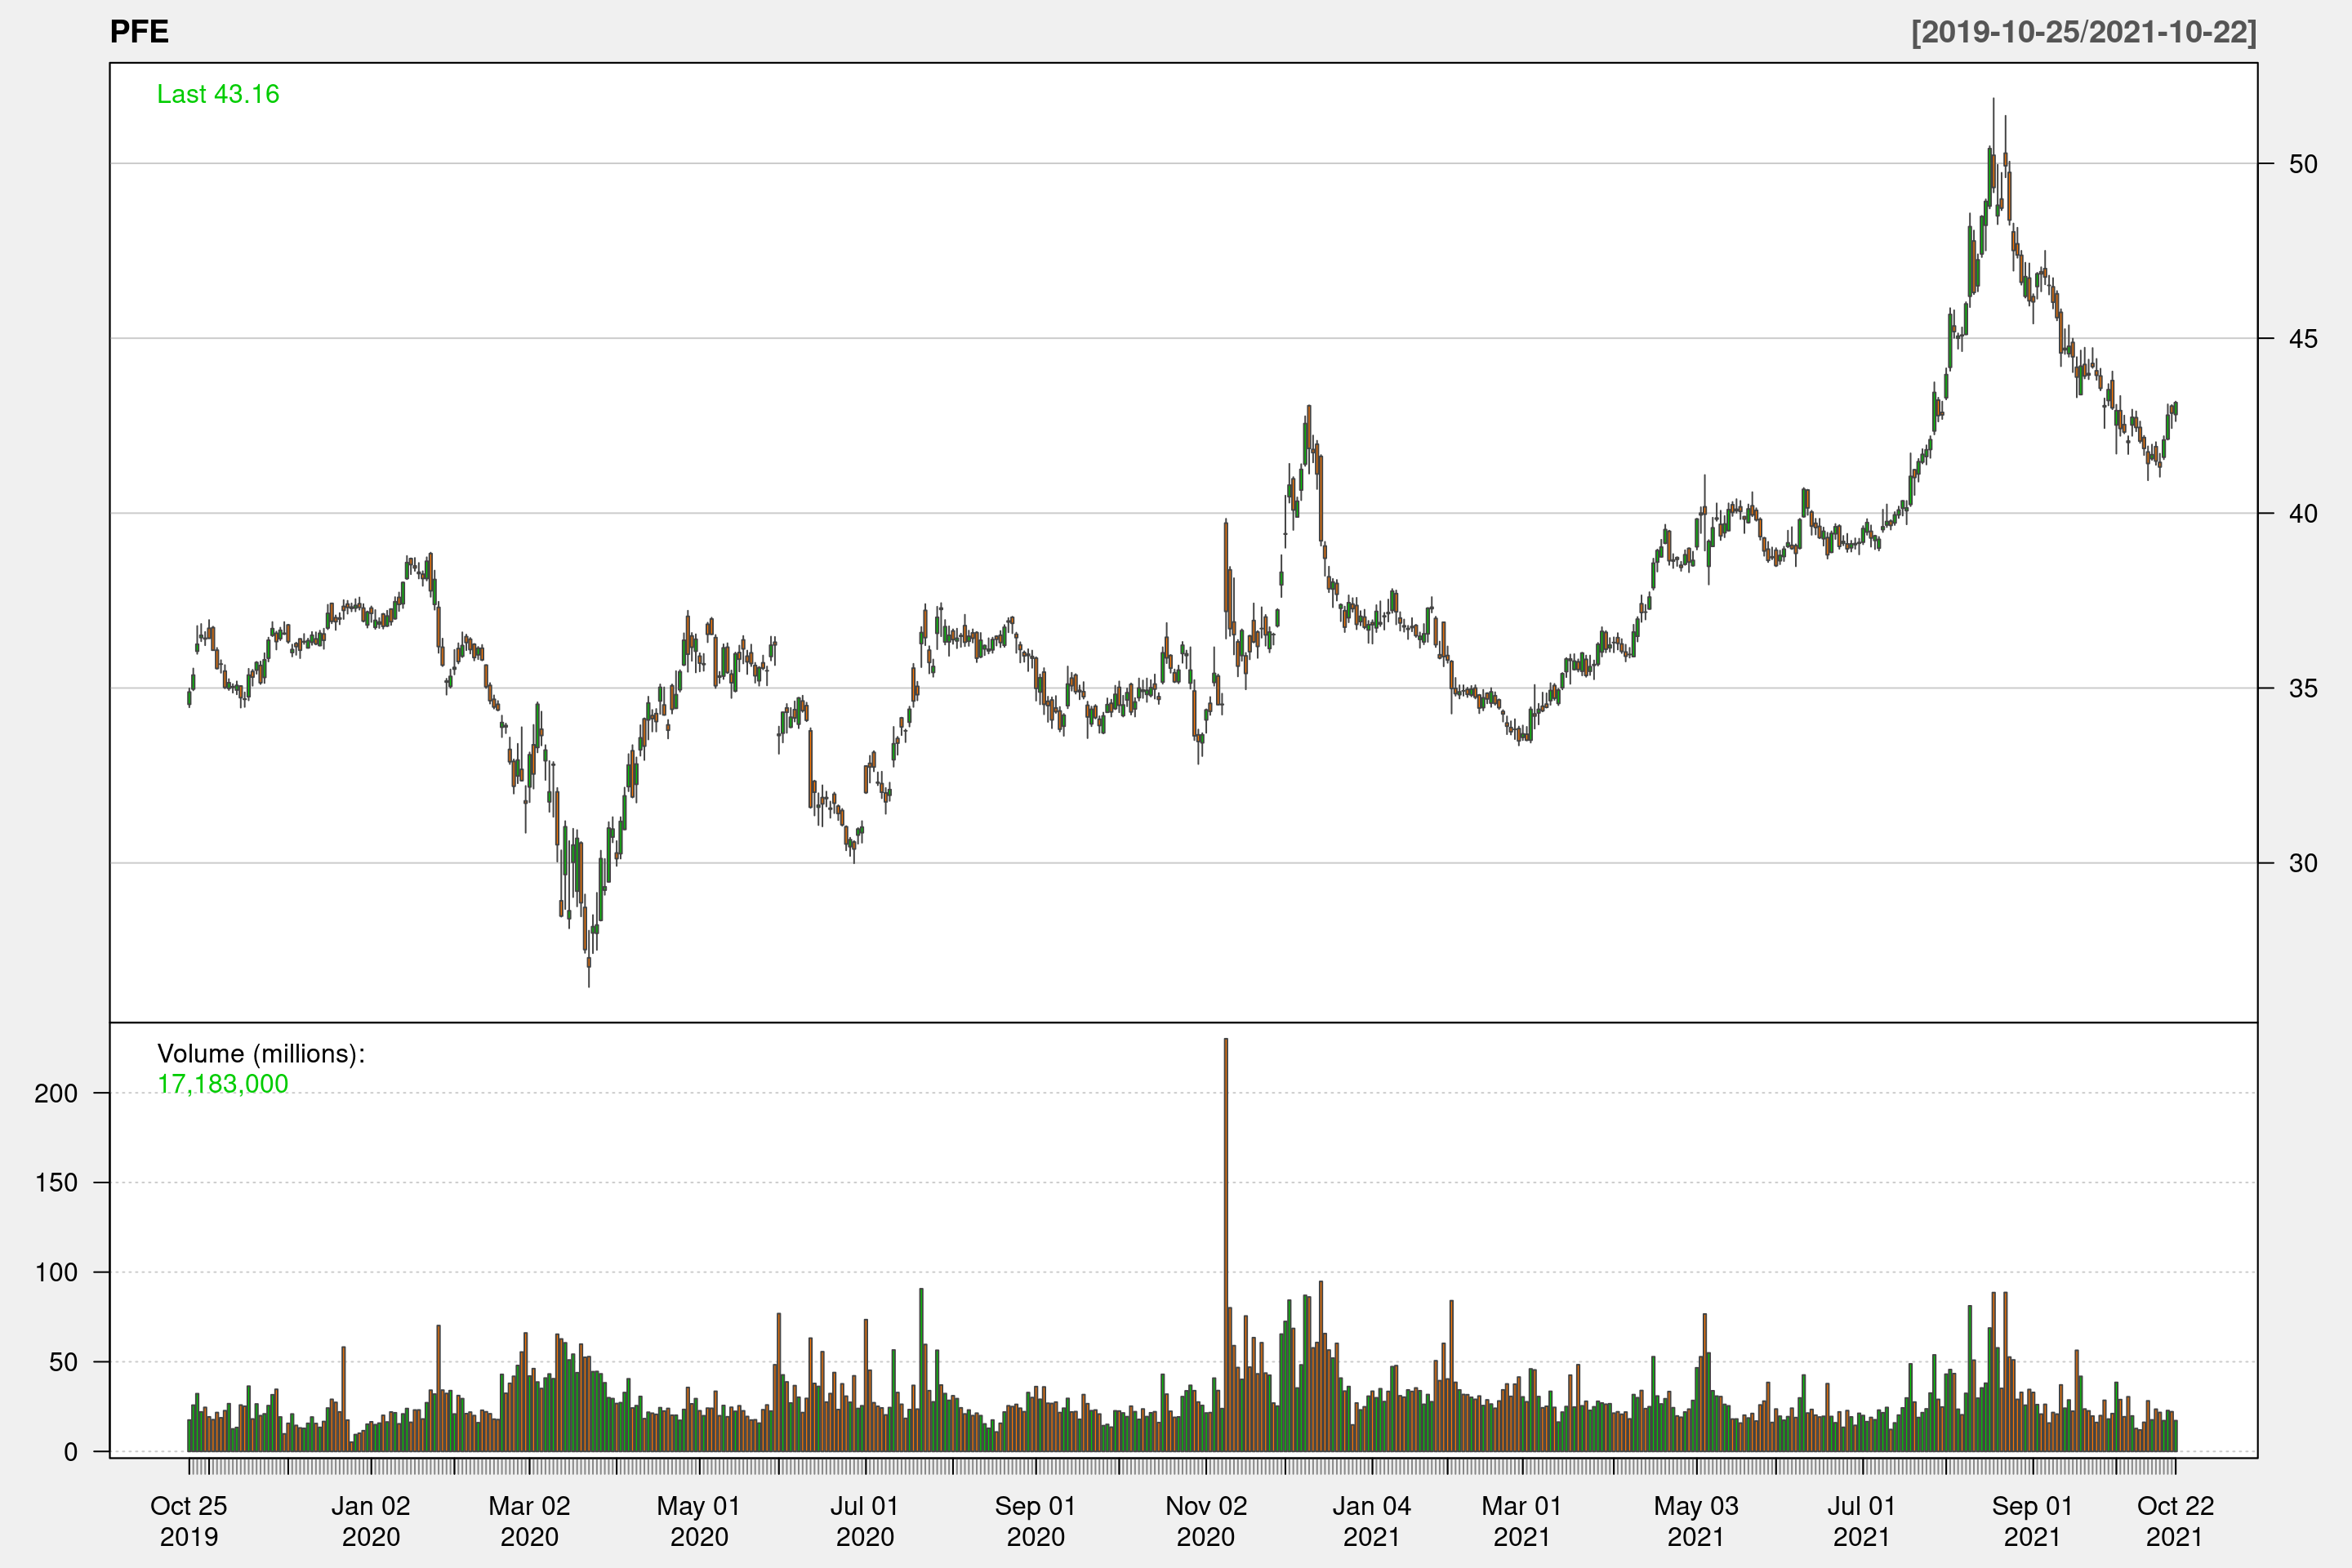 PFE [2019-10-25/2021-10-22]
Last 43.16
50
45
40
35
30
Volume (millions):
17,183,000
200
150
100
50
0
Oct 25 Jan 02 Mar 02 May 01 Jul 01 Sep 01 Nov 02 Jan 04 Mar 01 May 03 Jul 01 Sep 01 Oct 22
2019 2020 2020 2020 2020 2020 2020 2021 2021 2021 2021 2021 2021